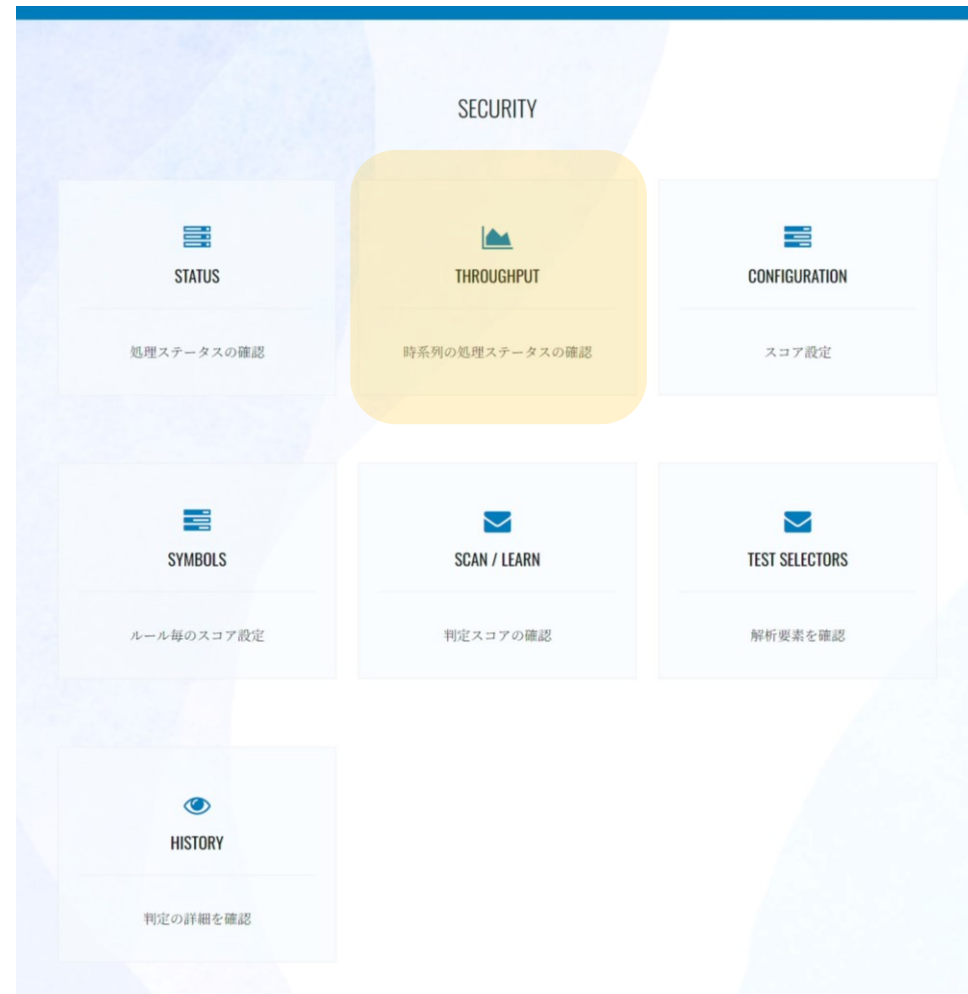 SECURITY
STATUS
処理ステータスの確認
THROUGHPUT
時系列の処理ステータスの確認
CONFIGURATION
スコア設定
SYMBOLS
ルール毎のスコア設定
SCAN / LEARN
判定スコアの確認
TEST SELECTORS
解析要素を確認
HISTORY
判定の詳細を確認